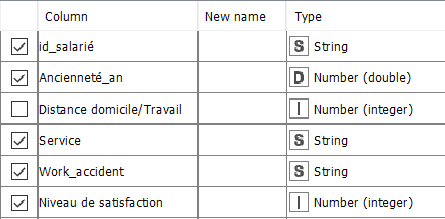 Column New name Type
id_salarié S String
Ancienneté_an D Number (double)
Distance domicile/Travail I Number (integer)
Service S String
Work_accident S String
Niveau de satisfaction I Number (integer)